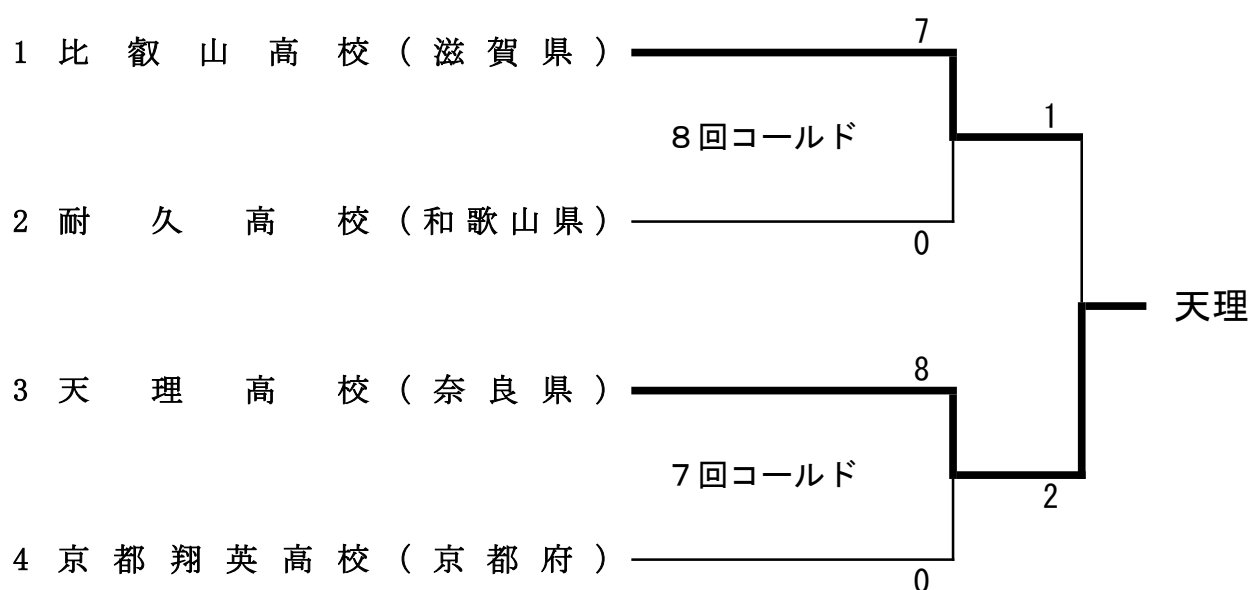 7
1 比叡山高校(滋賀県)
1
８回コールド
2 耐久高校(和歌山県)
0
天理
8
3 天理高校(奈良県)
７回コールド
2
4 京都翔英高校(京都府)
0